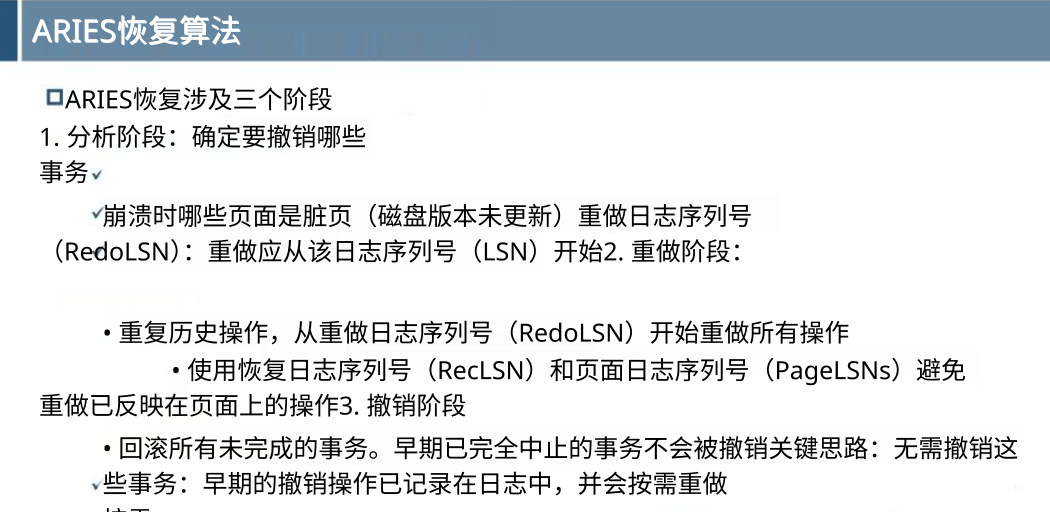 ARIES恢复算法
ARIES恢复涉及三个阶段
1. 分析阶段：确定要撤销哪些
事务
崩溃时哪些页面是脏页（磁盘版本未更新）重做日志序列号
（RedoLSN）：重做应从该日志序列号（LSN）开始2. 重做阶段：
• 重复历史操作，从重做日志序列号（RedoLSN）开始重做所有操作
• 使用恢复日志序列号（RecLSN）和页面日志序列号（PageLSNs）避免
重做已反映在页面上的操作3. 撤销阶段
• 回滚所有未完成的事务。早期已完全中止的事务不会被撤销关键思路：无需撤销这
些事务：早期的撤销操作已记录在日志中，并会按需重做